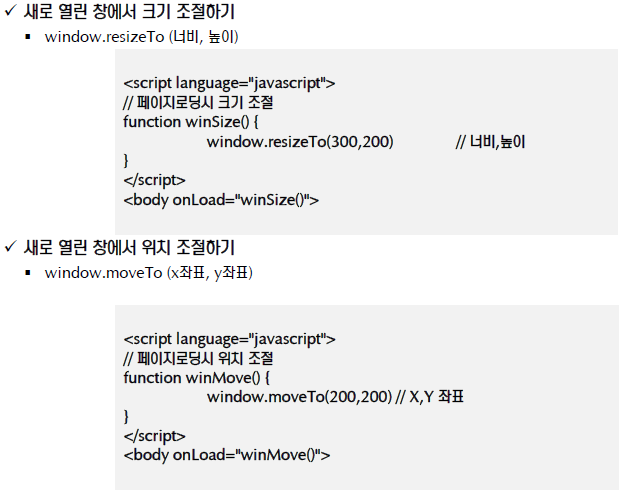 ✓ 새로 열린 창에서 크기 조절하기
▪ window.resizeTo (너비, 높이)
<script language="javascript">
// 페이지로딩시 크기 조절
function winSize() {
window.resizeTo(300,200) // 너비,높이
}
</script>
<body onLoad="winSize()">
✓ 새로 열린 창에서 위치 조절하기
▪ window.moveTo (x좌표, y좌표)
<script language="javascript">
// 페이지로딩시 위치 조절
function winMove() {
window.moveTo(200,200) // X,Y 좌표
}
</script>
<body onLoad="winMove()">